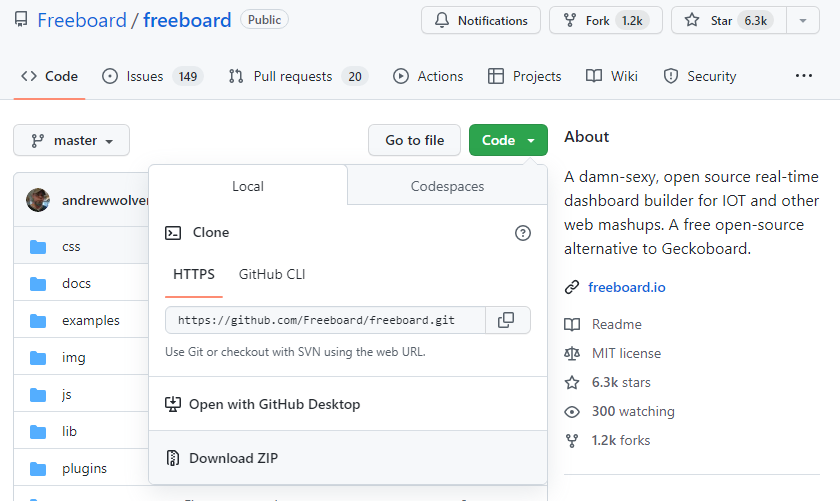 Freeboard / freeboard Public
Notifications
Fork 1.2k
Star 6.3k
Code
Issues 149
Pull requests 20
Actions
Projects
Wiki
Security
master
Go to file
Code
Local
Codespaces
Clone
HTTPS
GitHub CLI
https://github.com/Freeboard/freeboard.git
Use Git or checkout with SVN using the web URL.
Open with GitHub Desktop
Download ZIP
andrewwolver
css
docs
examples
img
js
lib
plugins
About
A damn-sexy, open source real-time
dashboard builder for IOT and other
web mashups. A free open-source
alternative to Geckoboard.
freeboard.io
Readme
MIT license
6.3k stars
300 watching
1.2k forks